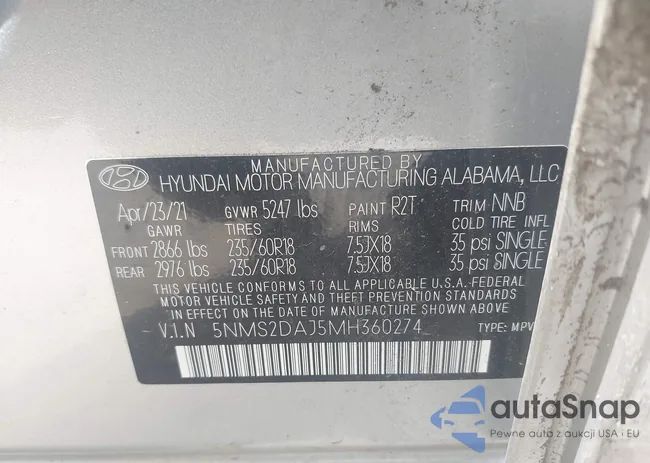 MANUFACTURED BY
HYUNDAI MOTOR MANUFACTURING ALABAMA, LLC
Apr/23/21 GVWR 5247 lbs PAINT R2T TRIM NNB
GAWR TIRES RIMS COLD TIRE INFL
FRONT 2866 lbs 235/60R18 7.5JX18 35 psi SINGLE
REAR 2976 lbs 235/60R18 7.5JX18 35 psi SINGLE
THIS VEHICLE CONFORMS TO ALL APPLICABLE U.S.A. FEDERAL
MOTOR VEHICLE SAFETY AND THEFT PREVENTION STANDARDS
IN EFFECT ON THE DATE OF MANUFACTURE SHOWN ABOVE.
V.I.N 5NMS2DAJ5MH360274 TYPE: MPV
autaSnap
Pewne auto z aukcji USA i EU